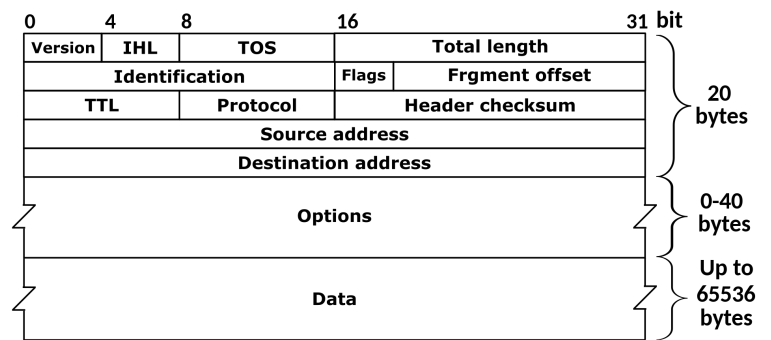 0 4 8 16 31 bit
Version IHL TOS Total length
Identification Flags Frgment offset
TTL Protocol Header checksum
Source address
Destination address
20
bytes
Options
0-40
bytes
Data
Up to
65536
bytes